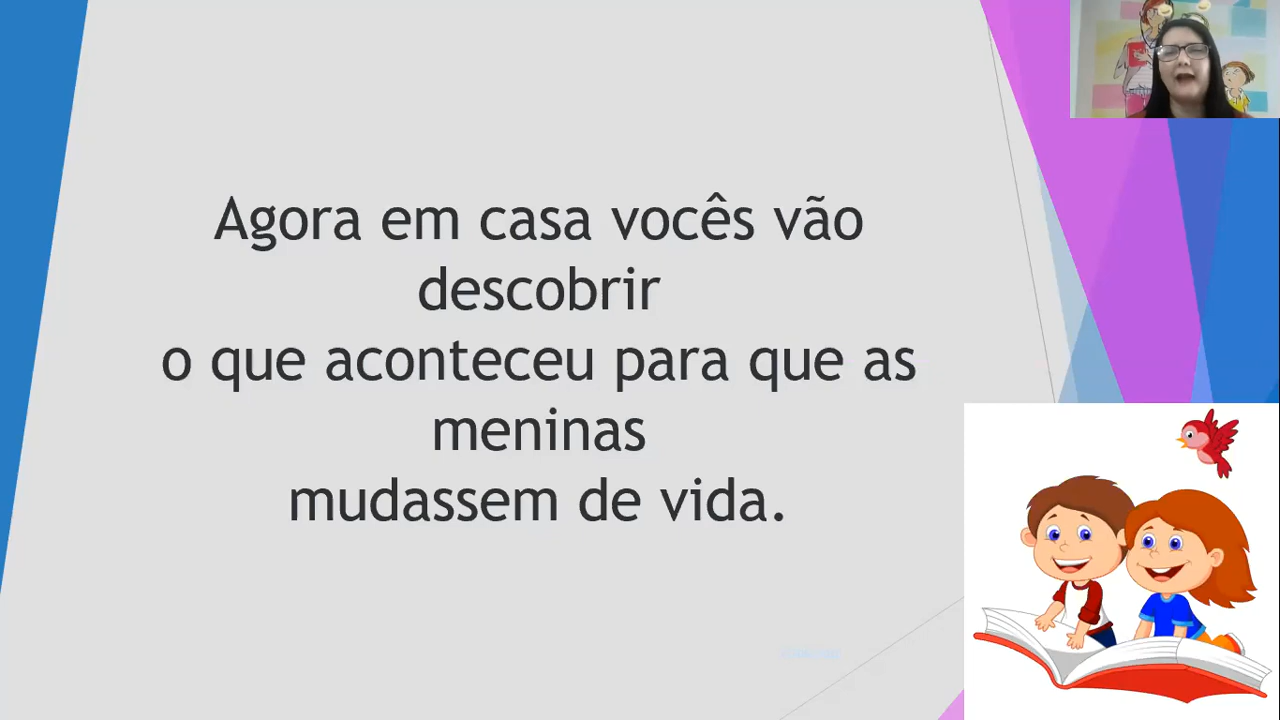 Agora em casa vocês vão
descobrir
o que aconteceu para que as
meninas
mudassem de vida.